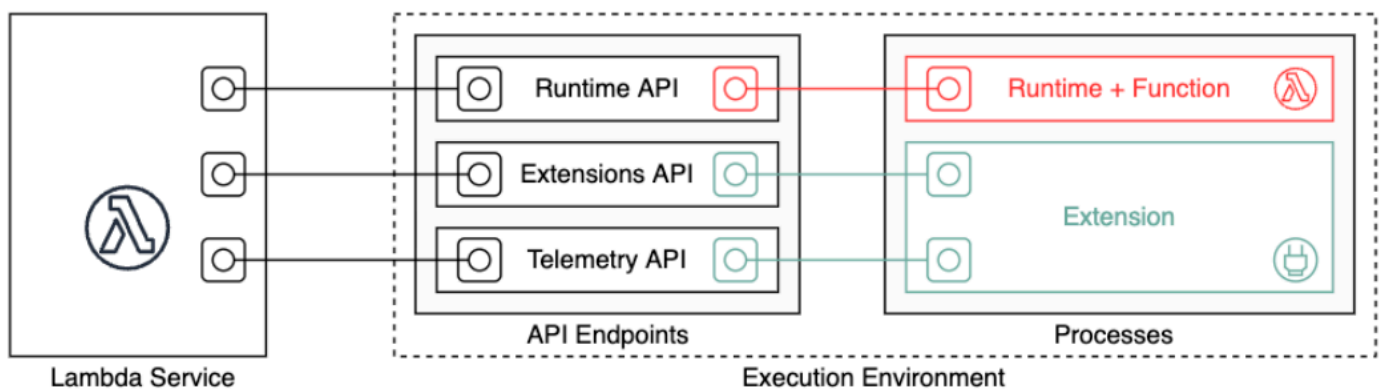 Runtime API
Runtime + Function
Extensions API
Extension
Telemetry API
API Endpoints
Processes
Lambda Service
Execution Environment